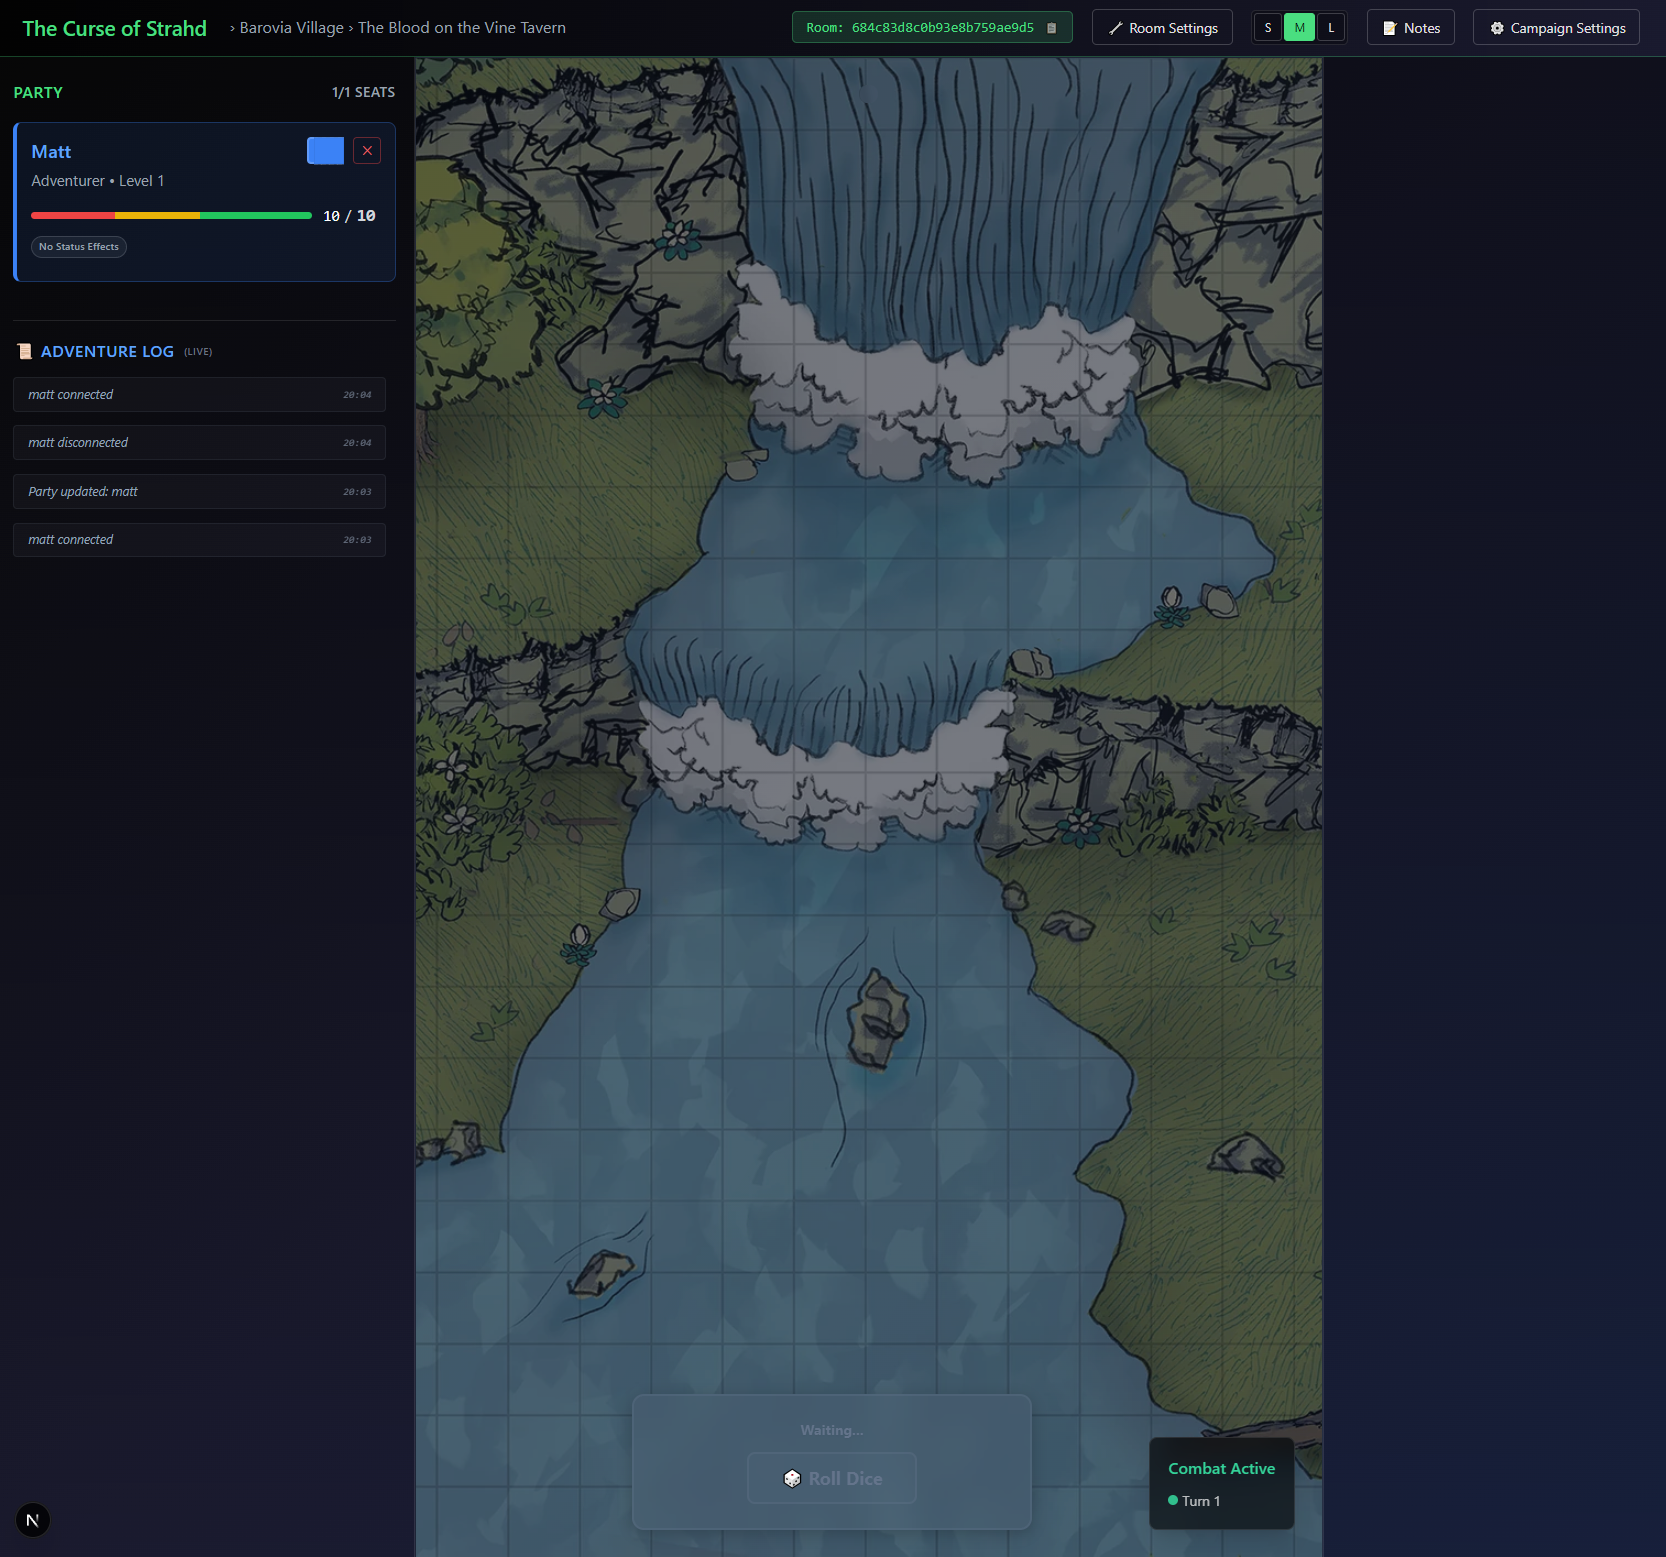 The Curse of Strahd › Barovia Village › The Blood on the Vine Tavern Room: 684c83d8c0b93e8b759ae9d5 Room Settings S M L Notes Campaign Settings
PARTY 1/1 SEATS
Matt ×
Adventurer • Level 1
10 / 10
No Status Effects
ADVENTURE LOG (LIVE)
matt connected 20:04
matt disconnected 20:04
Party updated: matt 20:03
matt connected 20:03
Waiting...
Roll Dice
Combat Active
Turn 1
N